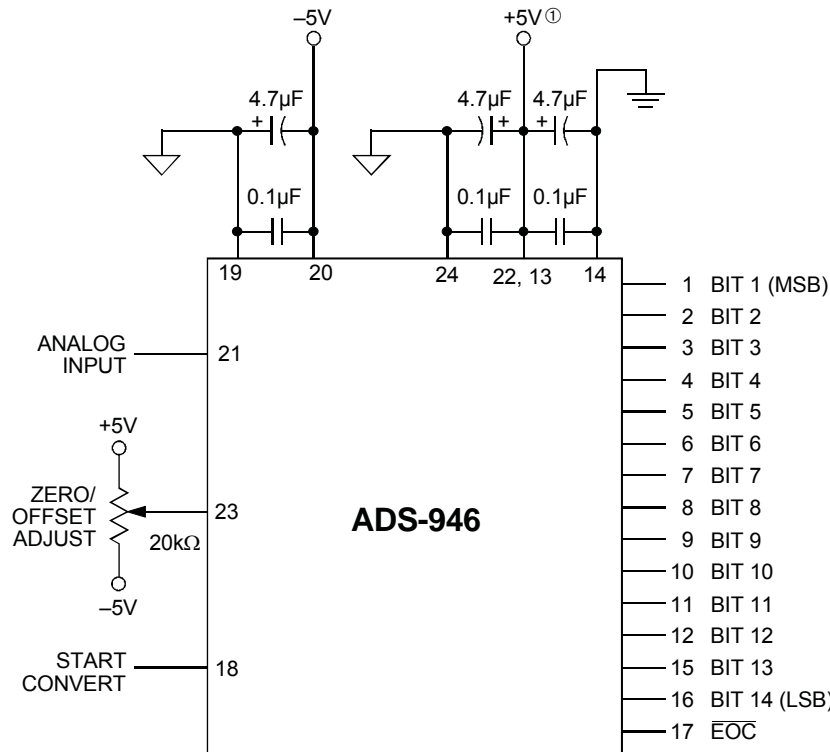 –5V
+5V ①
4.7µF
4.7µF
4.7µF
+
+
+
0.1µF
0.1µF
0.1µF
19
20
24
22, 13
14
ANALOG
INPUT
21
+5V
ZERO/
OFFSET
ADJUST
20kΩ
23
–5V
START
CONVERT
18
ADS-946
1 BIT 1 (MSB)
2 BIT 2
3 BIT 3
4 BIT 4
5 BIT 5
6 BIT 6
7 BIT 7
8 BIT 8
9 BIT 9
10 BIT 10
11 BIT 11
12 BIT 12
15 BIT 13
16 BIT 14 (LSB)
17 E̅O̅C̅